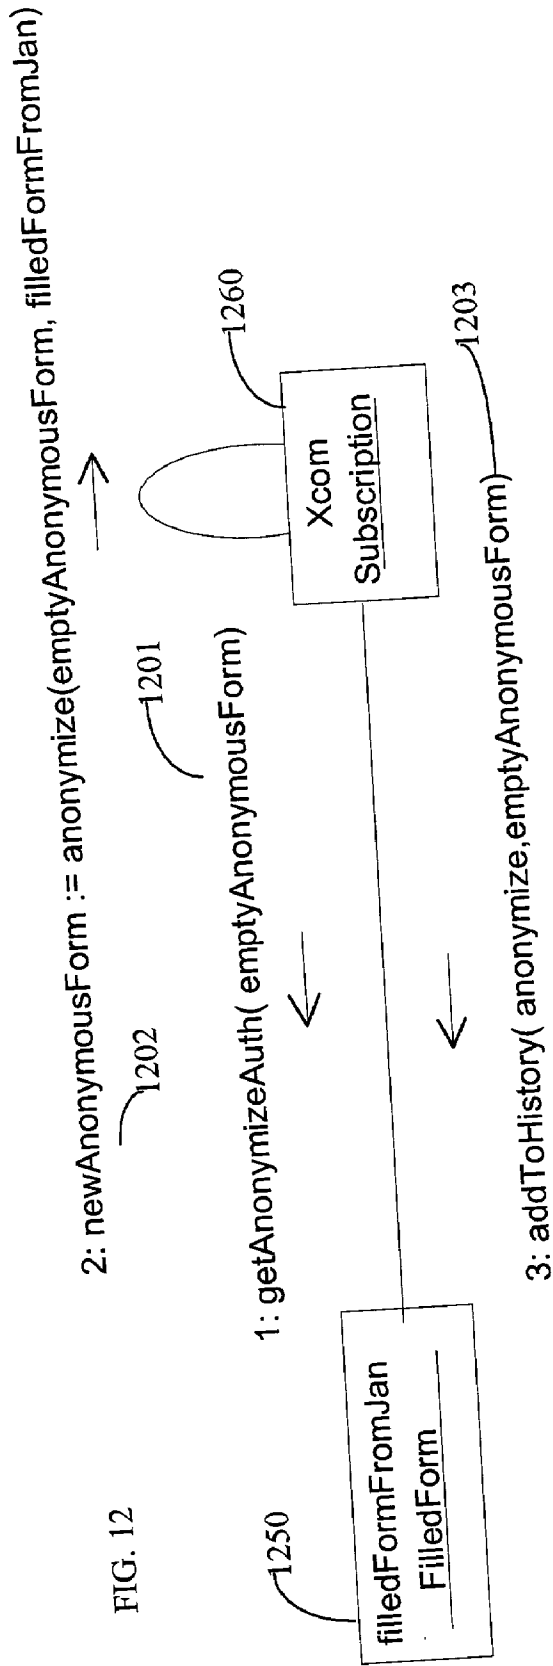 FIG. 12
2: newAnonymousForm := anonymize(emptyAnonymousForm, filledFormFromJan)
1202
1201
1: getAnonymizeAuth( emptyAnonymousForm)
1260
Xcom
Subscription
1250
filledFormFromJan
FilledForm
1203
3: addToHistory( anonymize,emptyAnonymousForm)